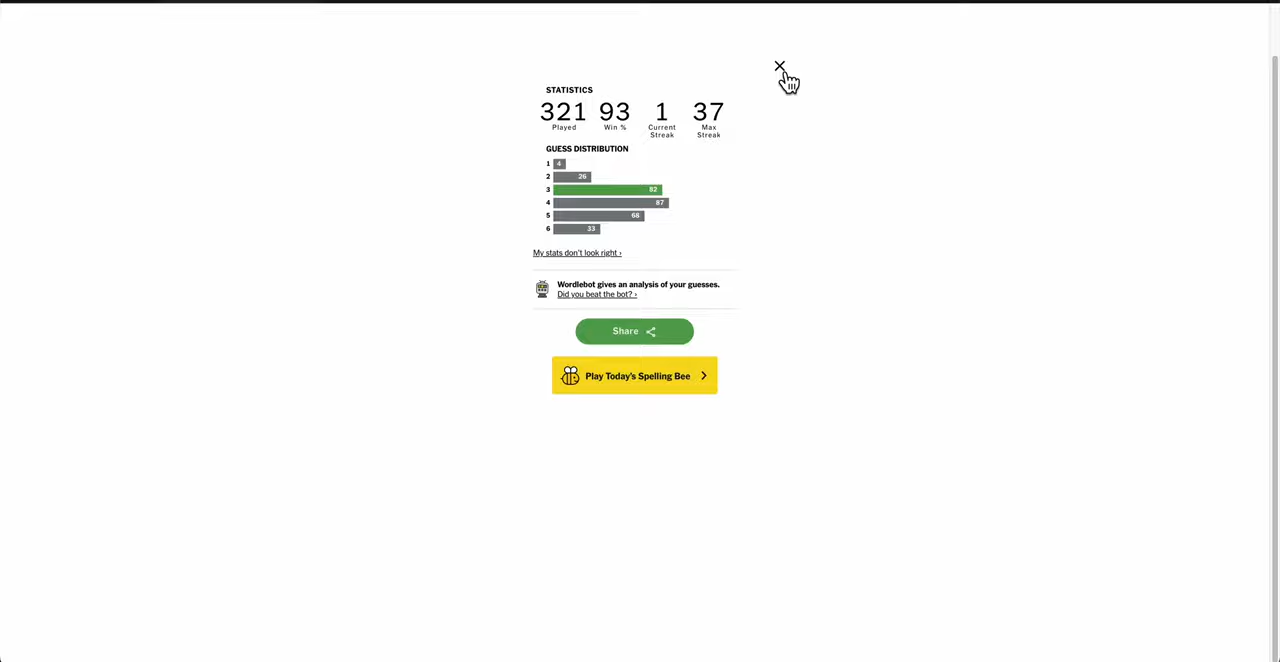 STATISTICS
321 93 1 37
Played Win % Current Streak Max Streak
GUESS DISTRIBUTION
1 4
2 26
3 82
4 87
5 68
6 33
My stats don't look right ›
Wordlebot gives an analysis of your guesses.
Did you beat the bot? ›
Share
Play Today's Spelling Bee